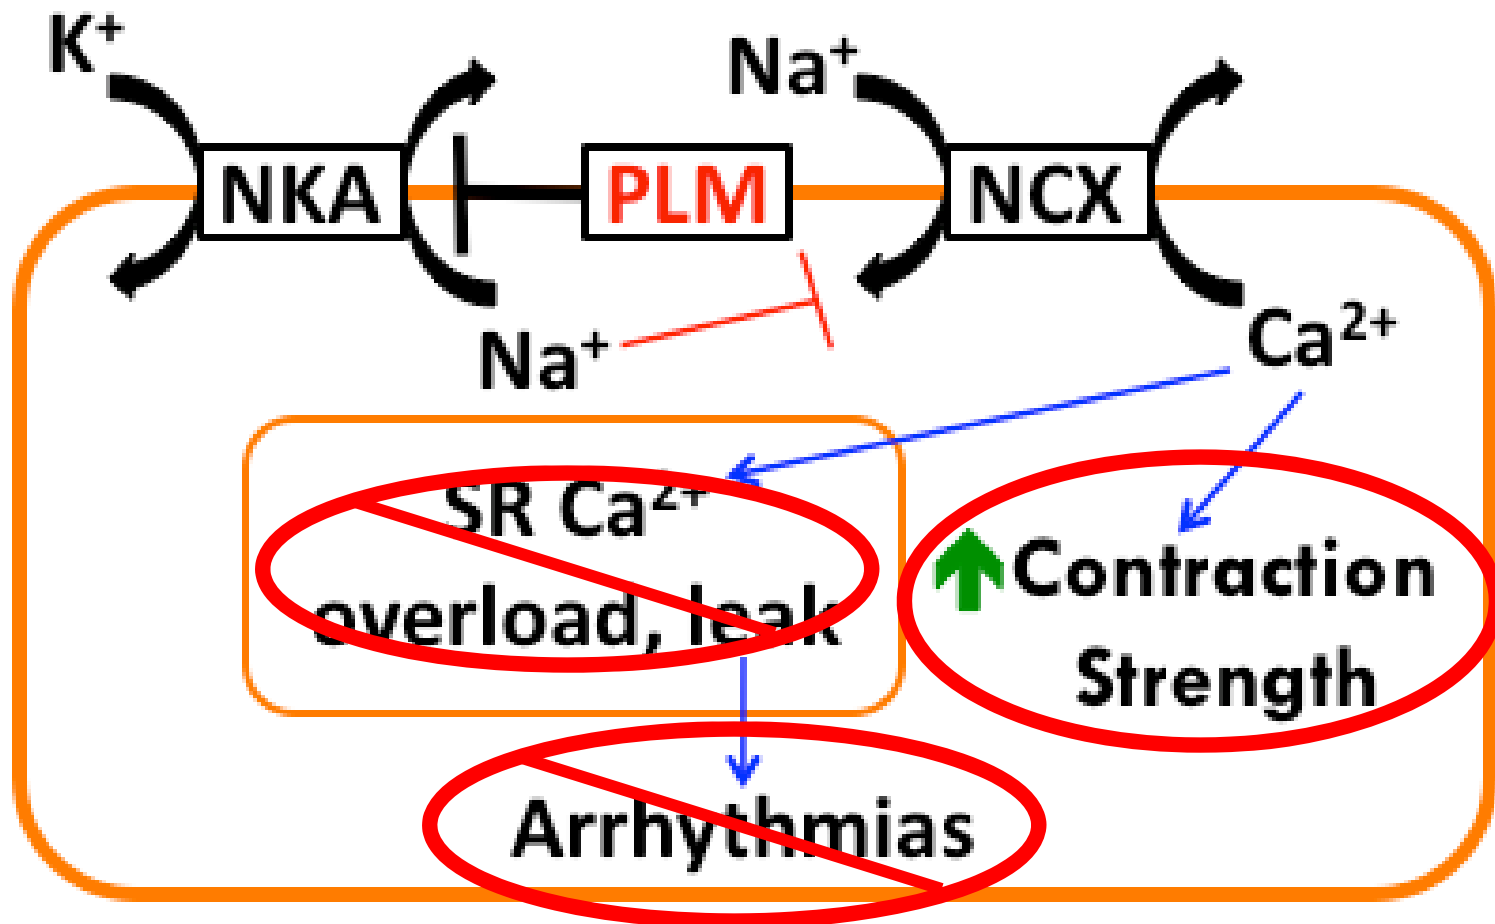 K⁺
Na⁺
NKA
PLM
NCX
Na⁺
Ca²⁺
SR Ca²⁺
overload, leak
Contraction
Strength
Arrhythmias